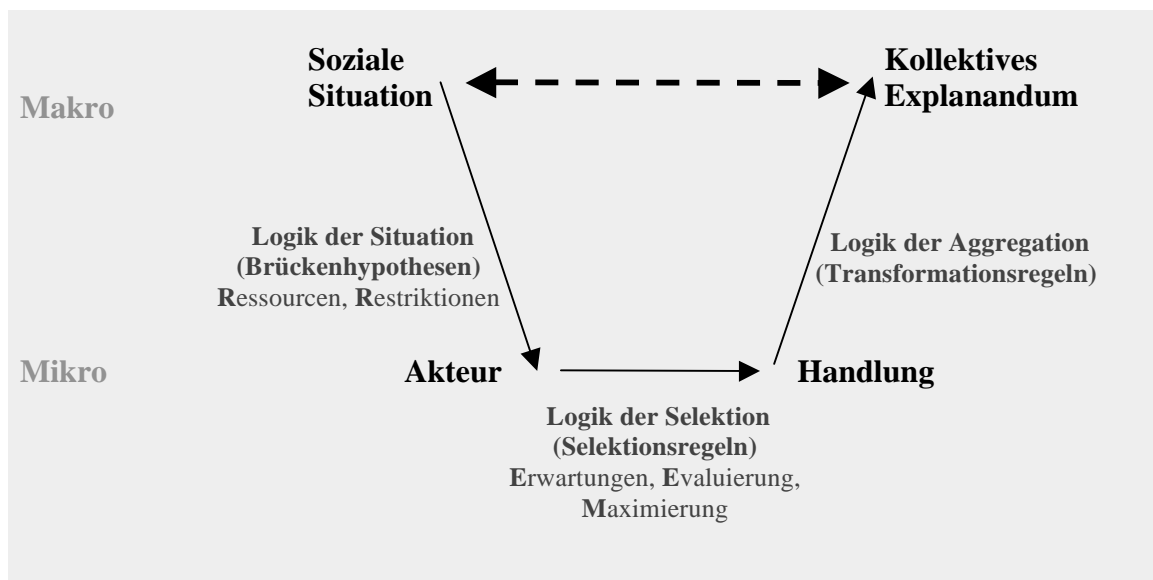 Soziale
Situation
Kollektives
Explanandum
Makro
Logik der Situation
(Brückenhypothesen)
Ressourcen, Restriktionen
Logik der Aggregation
(Transformationsregeln)
Mikro
Akteur
Handlung
Logik der Selektion
(Selektionsregeln)
Erwartungen, Evaluierung,
Maximierung